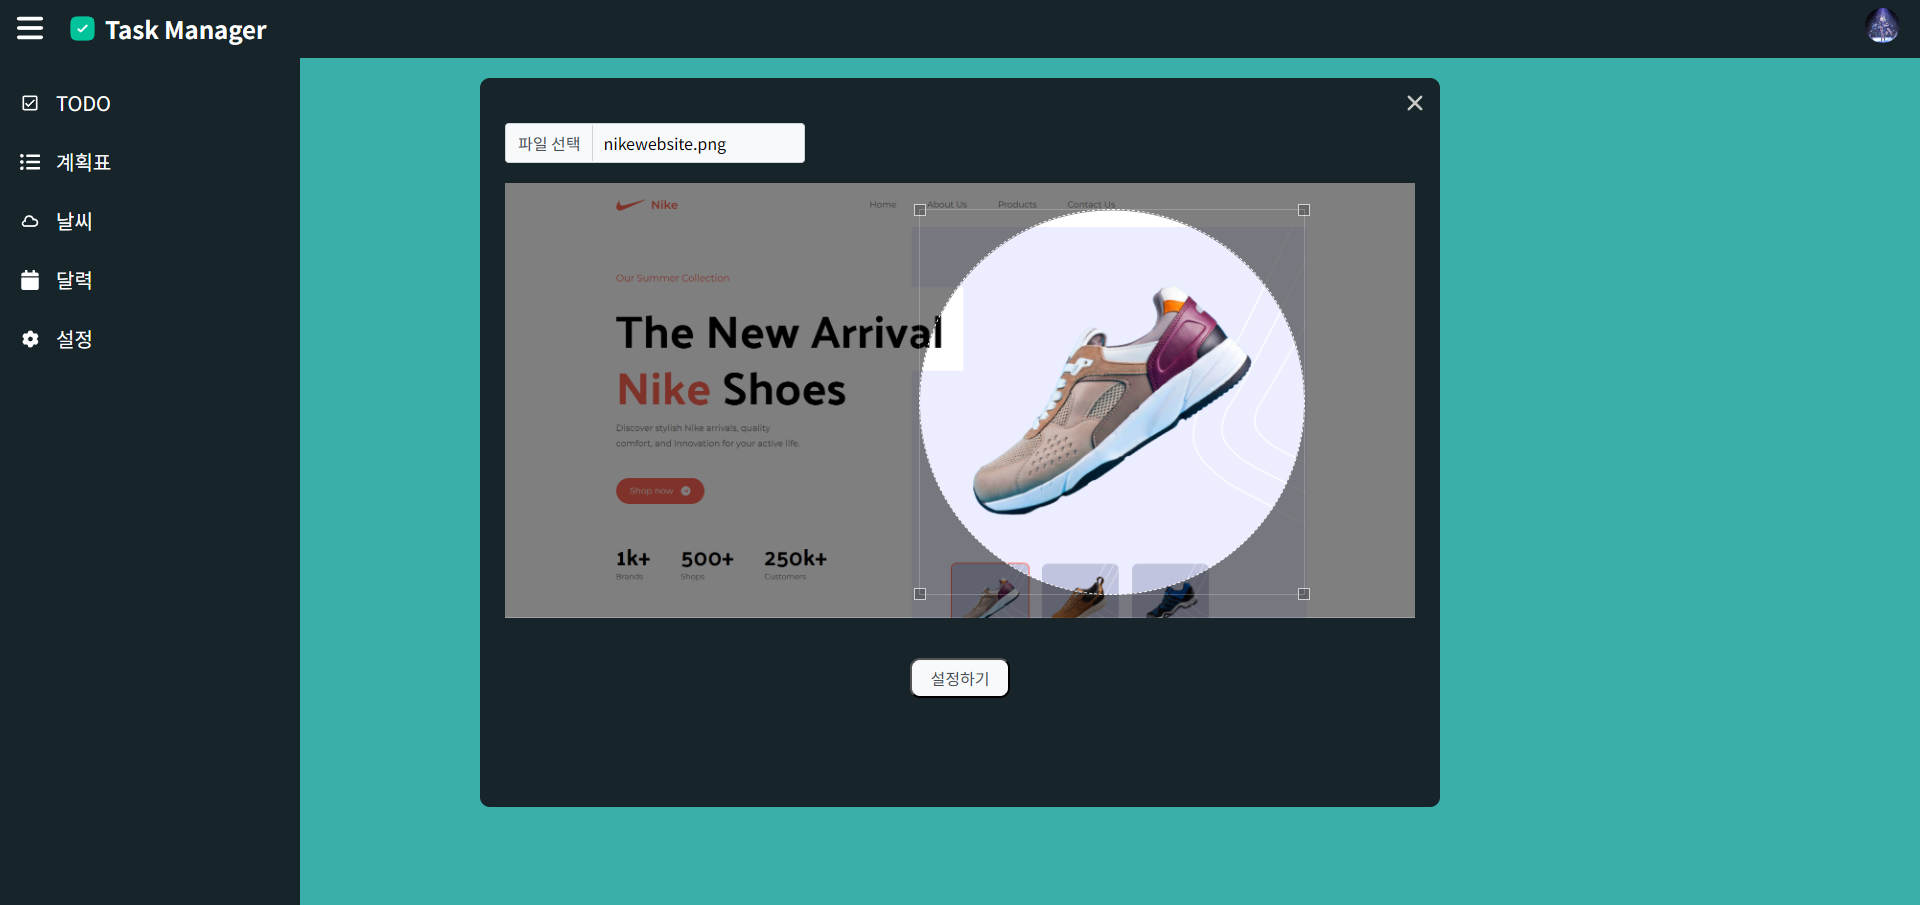 Task Manager
TODO
계획표
날씨
달력
설정
파일 선택 nikewebsite.png
Nike
Home About Us Products Contact Us
Our Summer Collection
The New Arrival
Nike Shoes
Discover stylish Nike arrivals, quality
comfort, and innovation for your active life.
Shop now
1k+ 500+ 250k+
Brands Shops Customers
설정하기